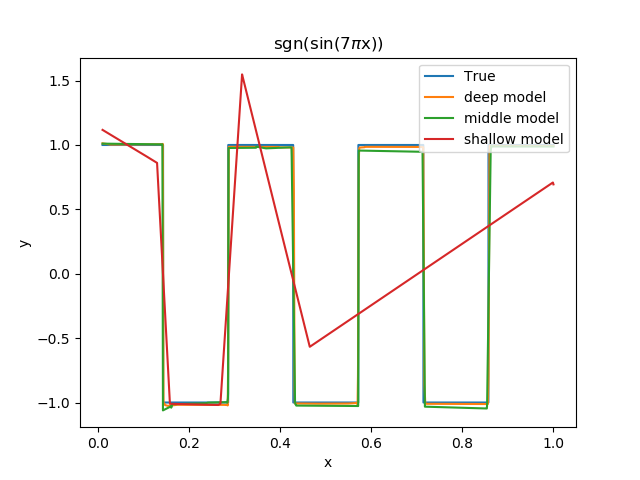 sgn(sin(7πx))
True
deep model
middle model
shallow model
1.5
1.0
0.5
0.0
−0.5
−1.0
y
0.0 0.2 0.4 0.6 0.8 1.0
x